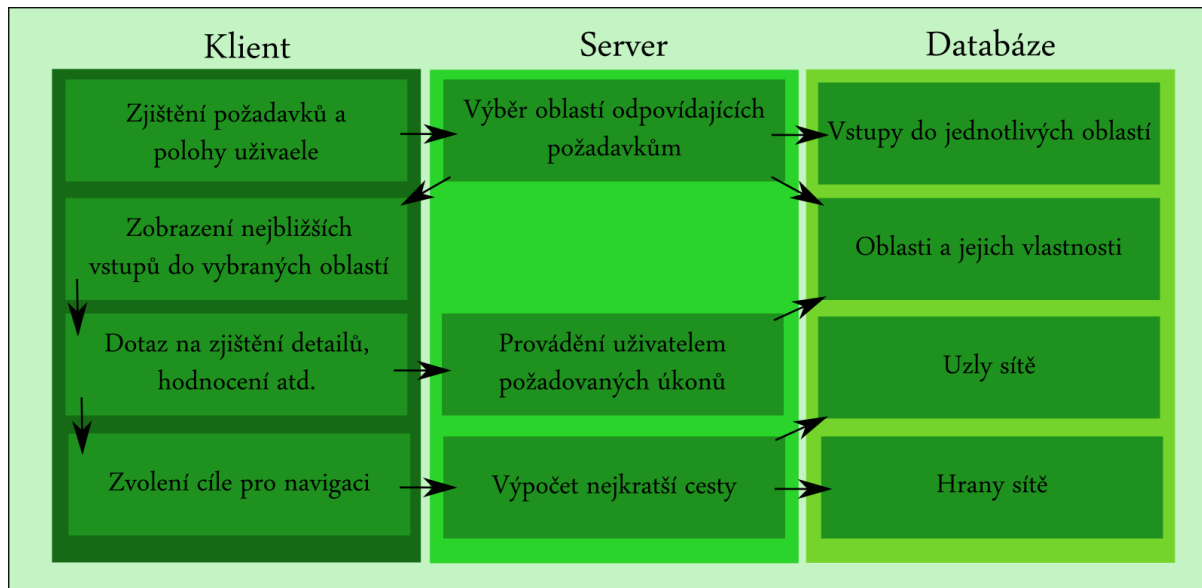 Klient
Zjištění požadavků a
polohy uživaele
Zobrazení nejbližších
vstupů do vybraných oblastí
Dotaz na zjištění detailů,
hodnocení atd.
Zvolení cíle pro navigaci
Server
Výběr oblastí odpovídajících
požadavkům
Provádění uživatelem
požadovaných úkonů
Výpočet nejkratší cesty
Databáze
Vstupy do jednotlivých oblastí
Oblasti a jejich vlastnosti
Uzly sítě
Hrany sítě